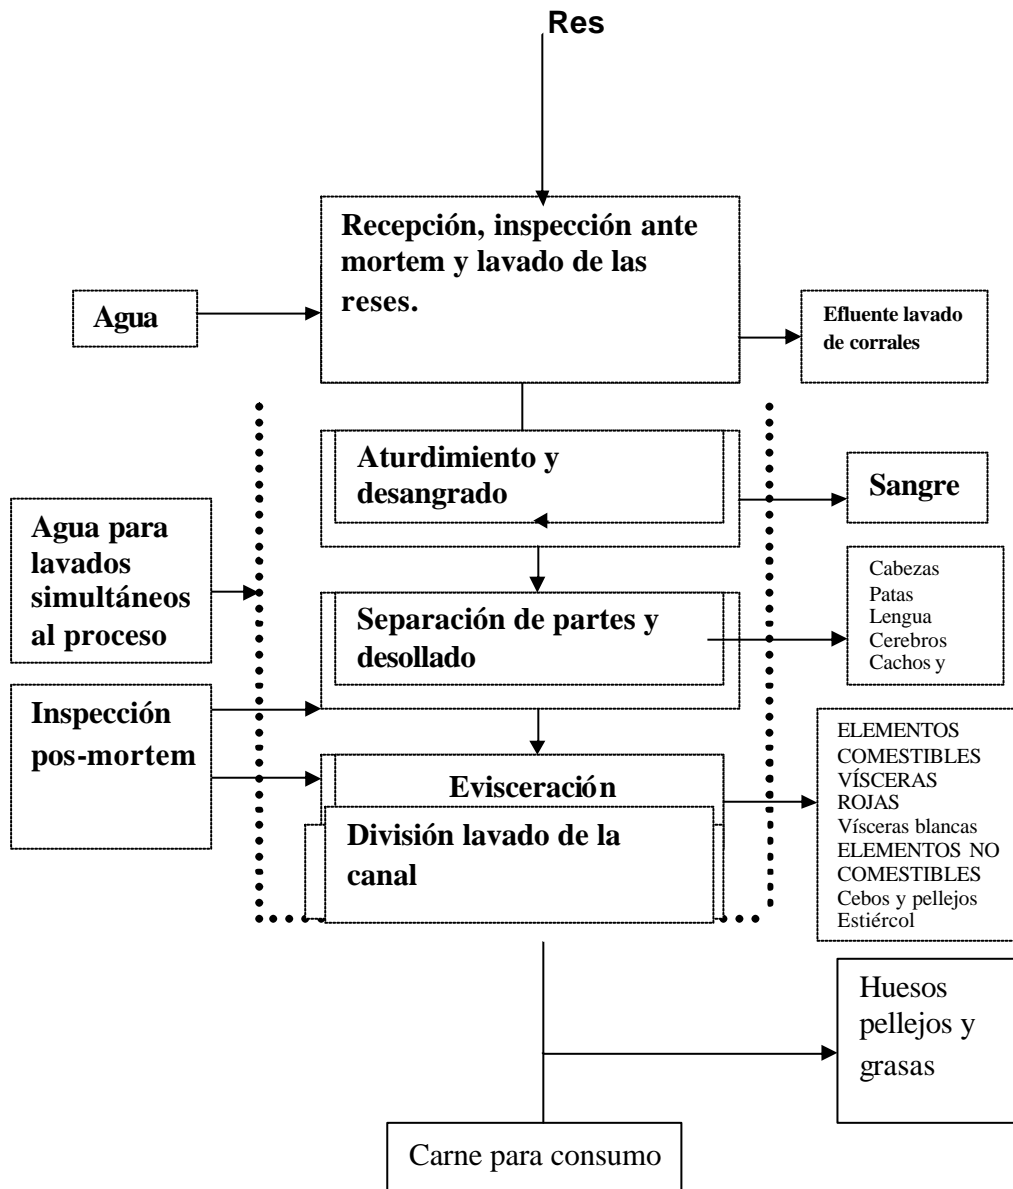 Res
Recepción, inspección ante
mortem y lavado de las
reses.
Agua
Efluente lavado
de corrales
Aturdimiento y
desangrado
Sangre
Agua para
lavados
simultáneos
al proceso
Separación de partes y
desollado
Cabezas
Patas
Lengua
Cerebros
Cachos y
Inspección
pos-mortem
Evisceración
ELEMENTOS
COMESTIBLES
VÍSCERAS
ROJAS
Vísceras blancas
ELEMENTOS NO
COMESTIBLES
Cebos y pellejos
Estiércol
División lavado de la
canal
Huesos
pellejos y
grasas
Carne para consumo